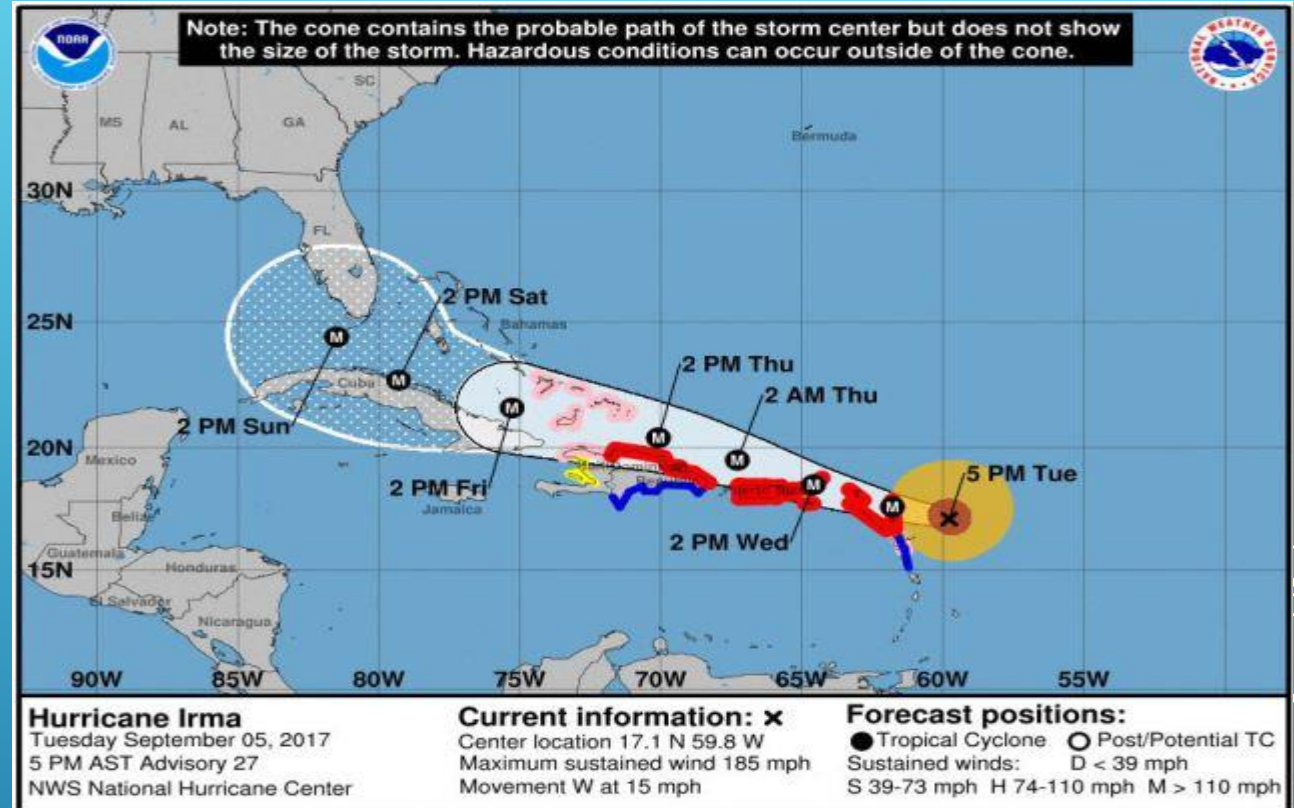 Note: The cone contains the probable path of the storm center but does not show
the size of the storm. Hazardous conditions can occur outside of the cone.
NOAA
NATIONAL WEATHER SERVICE
SC
MS
AL
GA
Bermuda
30N
FL
2 PM Sat
25N
Bahamas
2 PM Thu
M
M
Cuba
2 AM Thu
M
2 PM Sun
M
M
20N
5 PM Tue
Mexico
M
M
2 PM Fri
Jamaica
Belize
2 PM Wed
Guatemala
15N
Honduras
El Salvador
Nicaragua
90W 85W 80W 75W 70W 65W 60W 55W
Hurricane Irma
Tuesday September 05, 2017
5 PM AST Advisory 27
NWS National Hurricane Center
Current information: x
Center location 17.1 N 59.8 W
Maximum sustained wind 185 mph
Movement W at 15 mph
Forecast positions:
Tropical Cyclone Post/Potential TC
Sustained winds: D < 39 mph
S 39-73 mph H 74-110 mph M > 110 mph